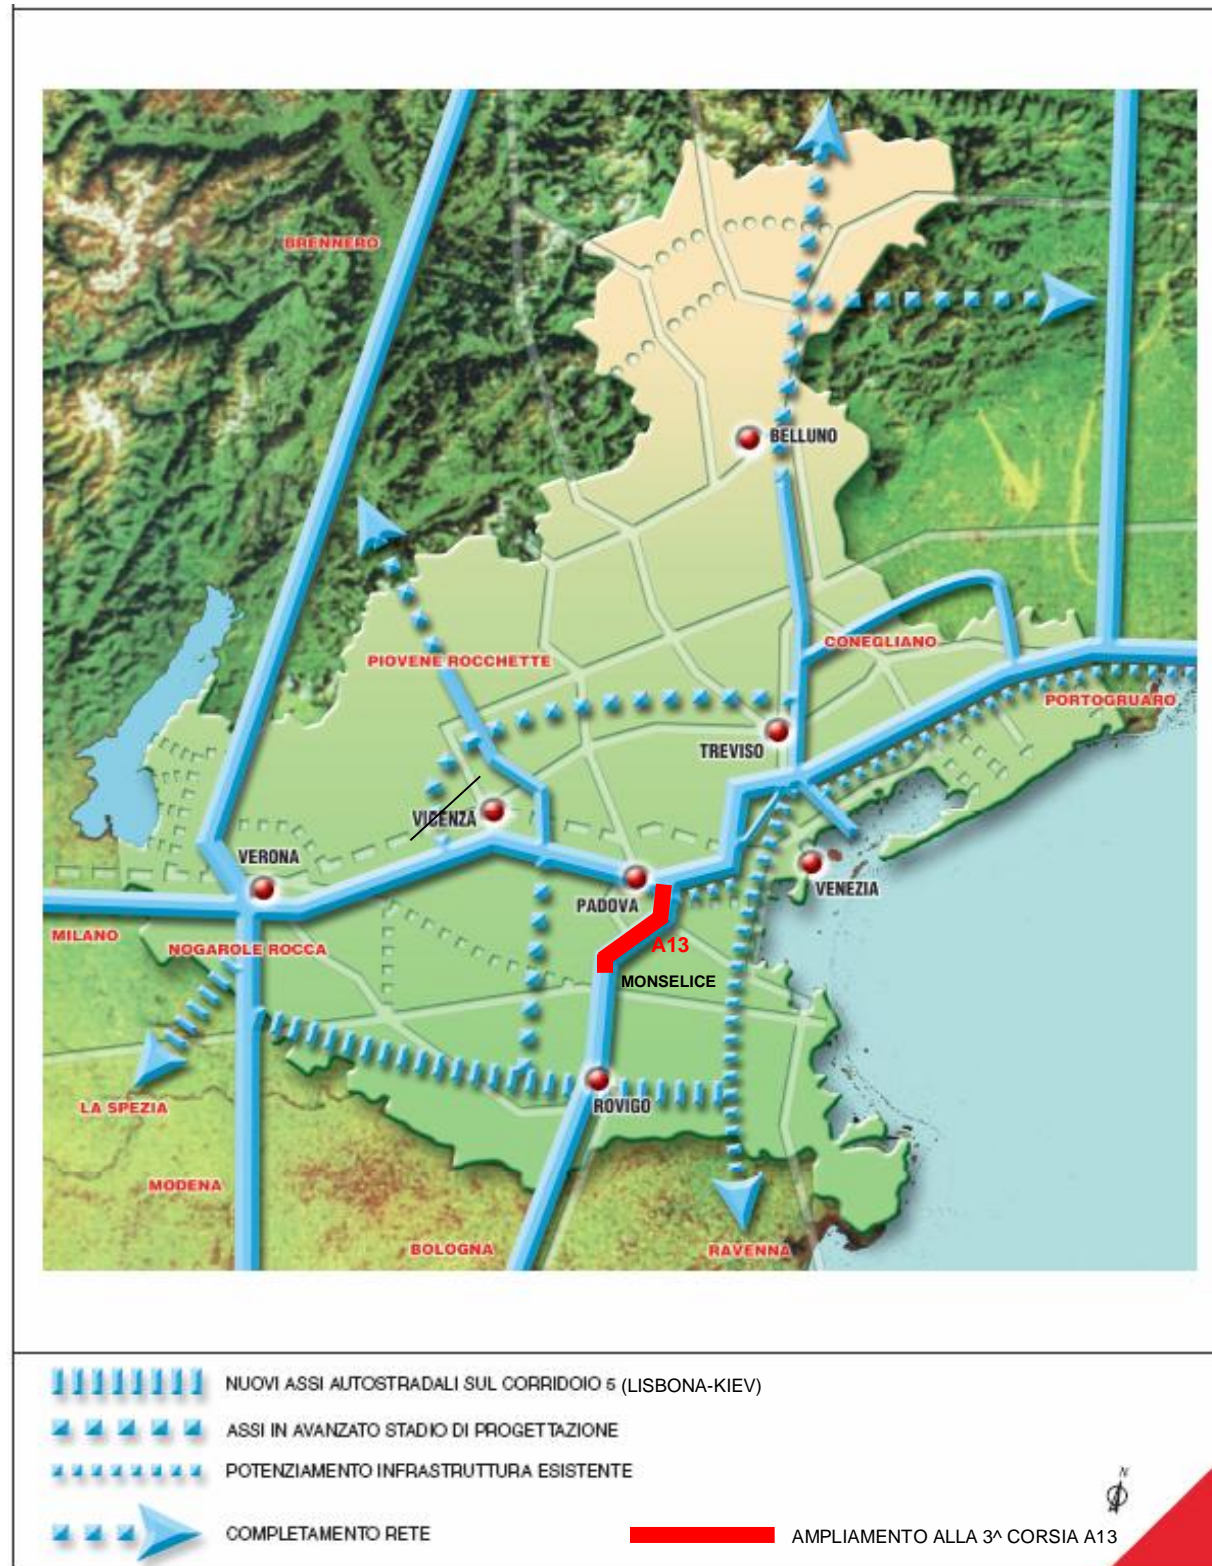 BRENNERO
BELLUNO
PIOVENE ROCCHETTE
CONEGLIANO
PORTOGRUARO
TREVISO
VICENZA
VERONA
PADOVA
VENEZIA
MILANO
NOGAROLE ROCCA
A13
MONSELICE
LA SPEZIA
ROVIGO
MODENA
BOLOGNA
RAVENNA
NUOVI ASSI AUTOSTRADALI SUL CORRIDOIO 5 (LISBONA-KIEV)
ASSI IN AVANZATO STADIO DI PROGETTAZIONE
POTENZIAMENTO INFRASTRUTTURA ESISTENTE
N
COMPLETAMENTO RETE
AMPLIAMENTO ALLA 3^ CORSIA A13